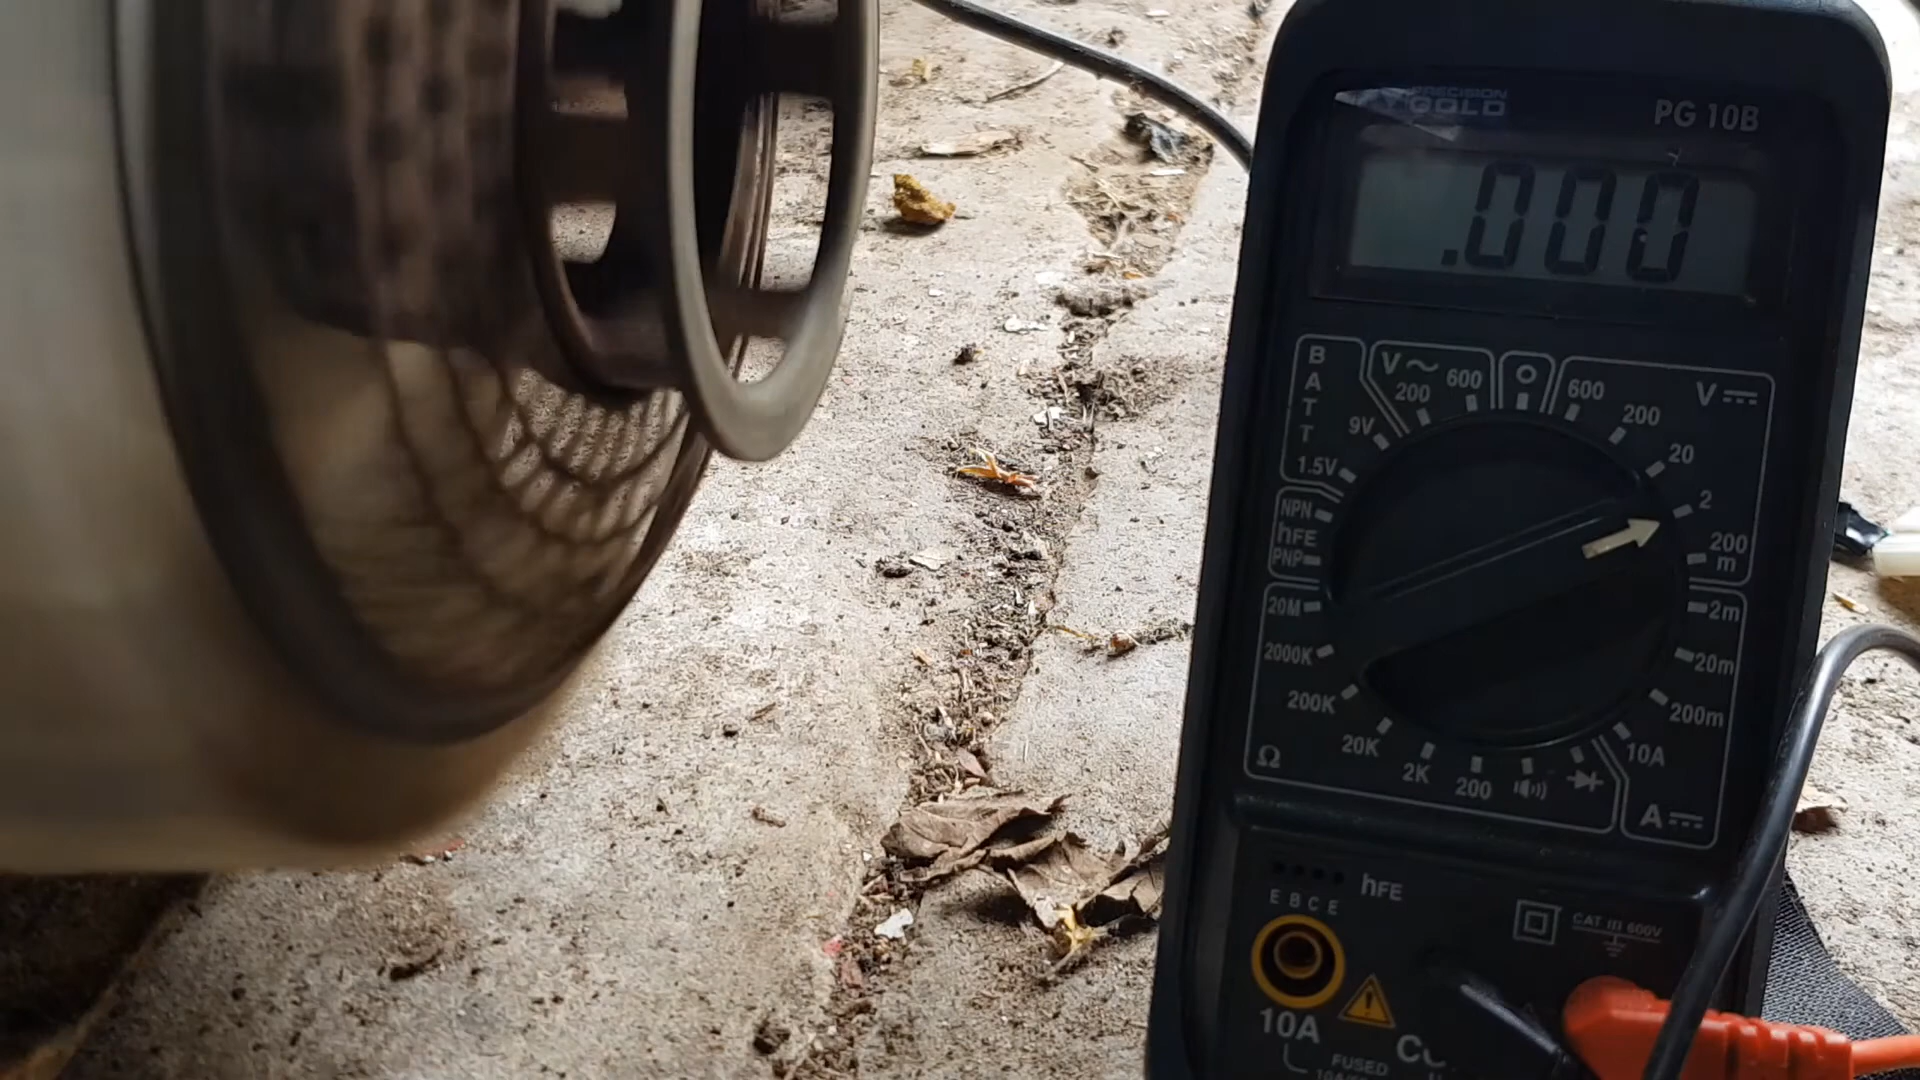 PRECISION
GOLD
PG 10B
.000
BATT
V~
200
600
O
600
V
200
20
2
200
m
9V
1.5V
NPN
hFE
PNP
20M
2000K
200K
20K
2K
200
Ω
2m
20m
200m
10A
A
hFE
E B C E
CAT III 600V
10A
FUSED